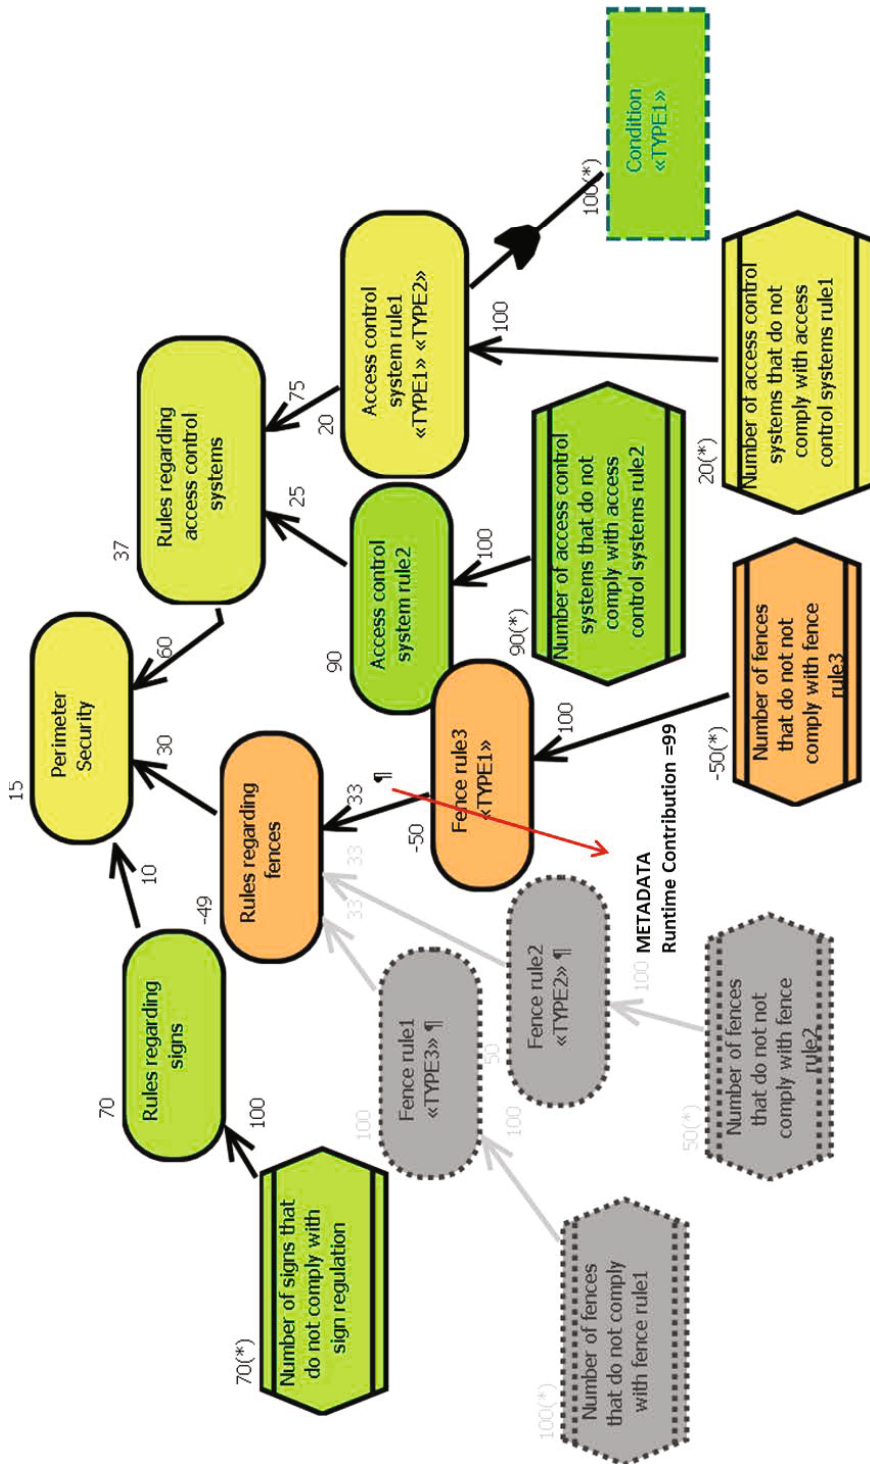 15
Perimeter
Security
10
30
60
70
Rules regarding
signs
-49
Rules regarding
fences
37
Rules regarding
access control
systems
100
33
33
33 ¶
25
75
70(*)
Number of signs that
do not comply with
sign regulation
100
Fence rule1
«TYPE3» ¶
50
Fence rule2
«TYPE2» ¶
-50
Fence rule3
«TYPE1»
90
Access control
system rule2
20
Access control
system rule1
«TYPE1» «TYPE2»
100
100
METADATA
Runtime Contribution =99
100
100
100
100(*)
Condition
«TYPE1»
100(*)
Number of fences
that do not comply
with fence rule1
50(*)
Number of fences
that do not not
comply with fence
rule2
-50(*)
Number of fences
that do not not
comply with fence
rule3
90(*)
Number of access control
systems that do not
comply with access
control systems rule2
20(*)
Number of access control
systems that do not
comply with access
control systems rule1